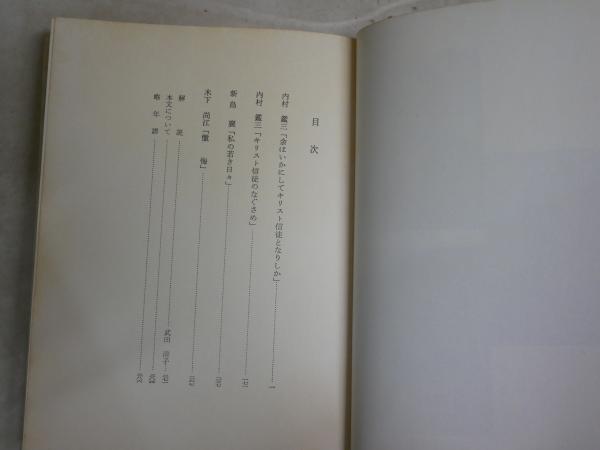 目次
内村 鑑三「余はいかにしてキリスト信徒となりしか」……一
内村 鑑三「キリスト信徒のなぐさめ」……
新島 襄「私の若き日々」……
木下 尚江「懺悔」……
解説……武田 清子……
本文について……
略年譜……